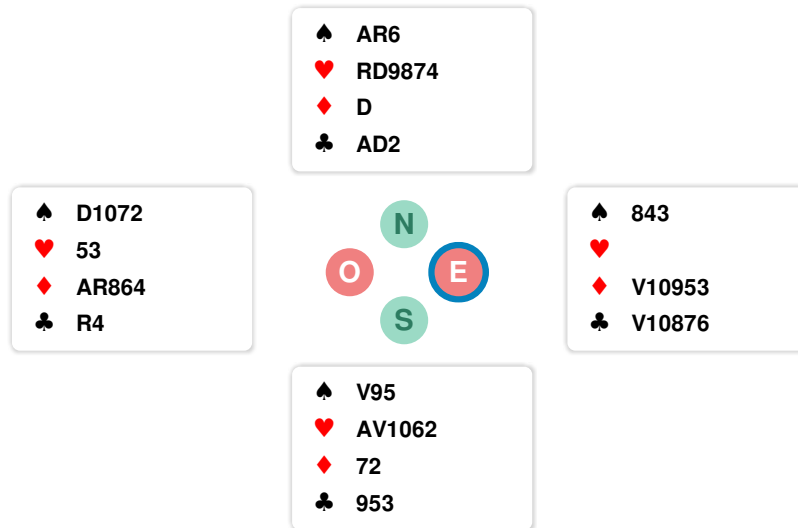 ♠ AR6
♥ RD9874
♦ D
♣ AD2
♠ D1072
♥ 53
♦ AR864
♣ R4
N
O E
S
♠ 843
♥
♦ V10953
♣ V10876
♠ V95
♥ AV1062
♦ 72
♣ 953